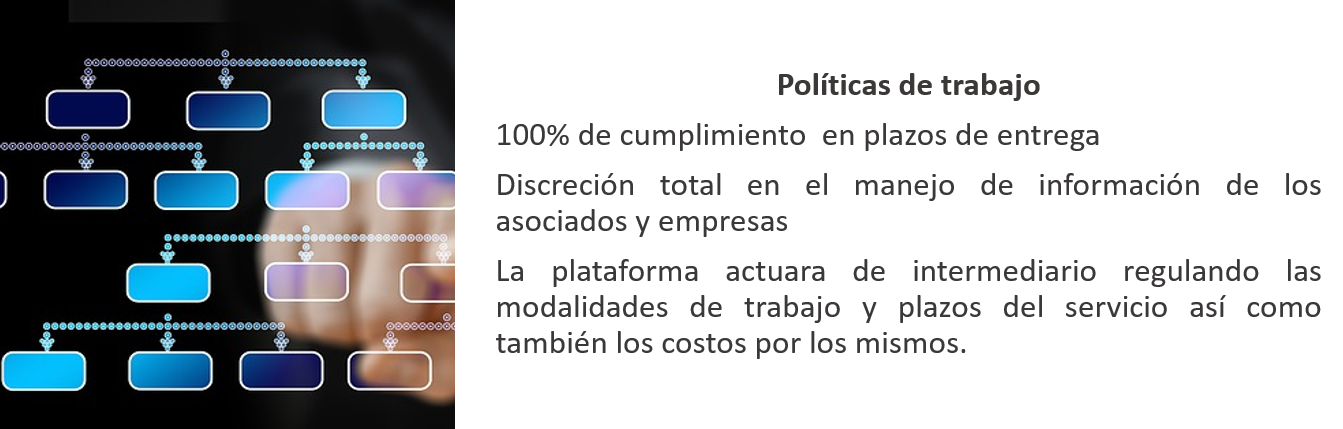 Políticas de trabajo
100% de cumplimiento  en plazos de entrega
Discreción total en el manejo de información de los
asociados y empresas
La plataforma actuara de intermediario regulando las
modalidades de trabajo y plazos del servicio así como
también los costos por los mismos.